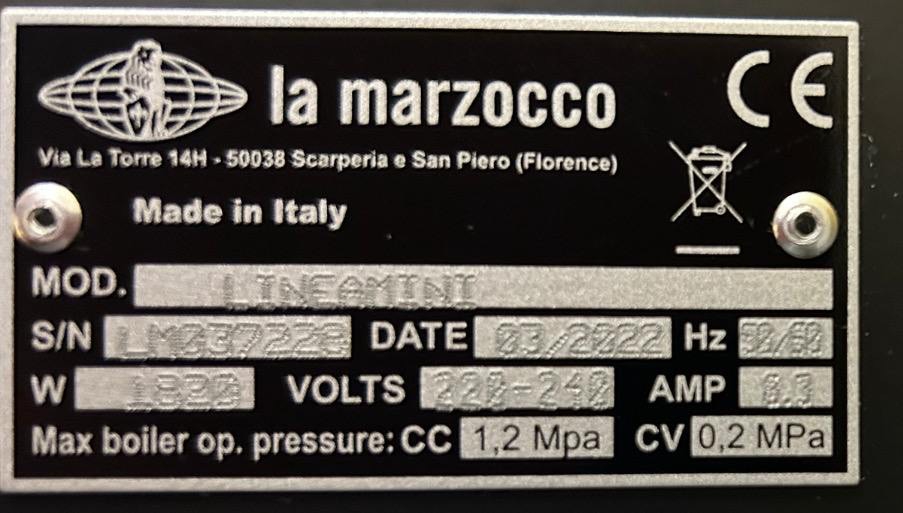 la marzocco CE
Via La Torre 14H - 50038 Scarperia e San Piero (Florence)
Made in Italy
MOD. LINEAMINI
S/N LM037228 DATE 03/2022 Hz 50/60
W 1820 VOLTS 220-240 AMP 8.3
Max boiler op. pressure: CC 1,2 Mpa CV 0,2 MPa